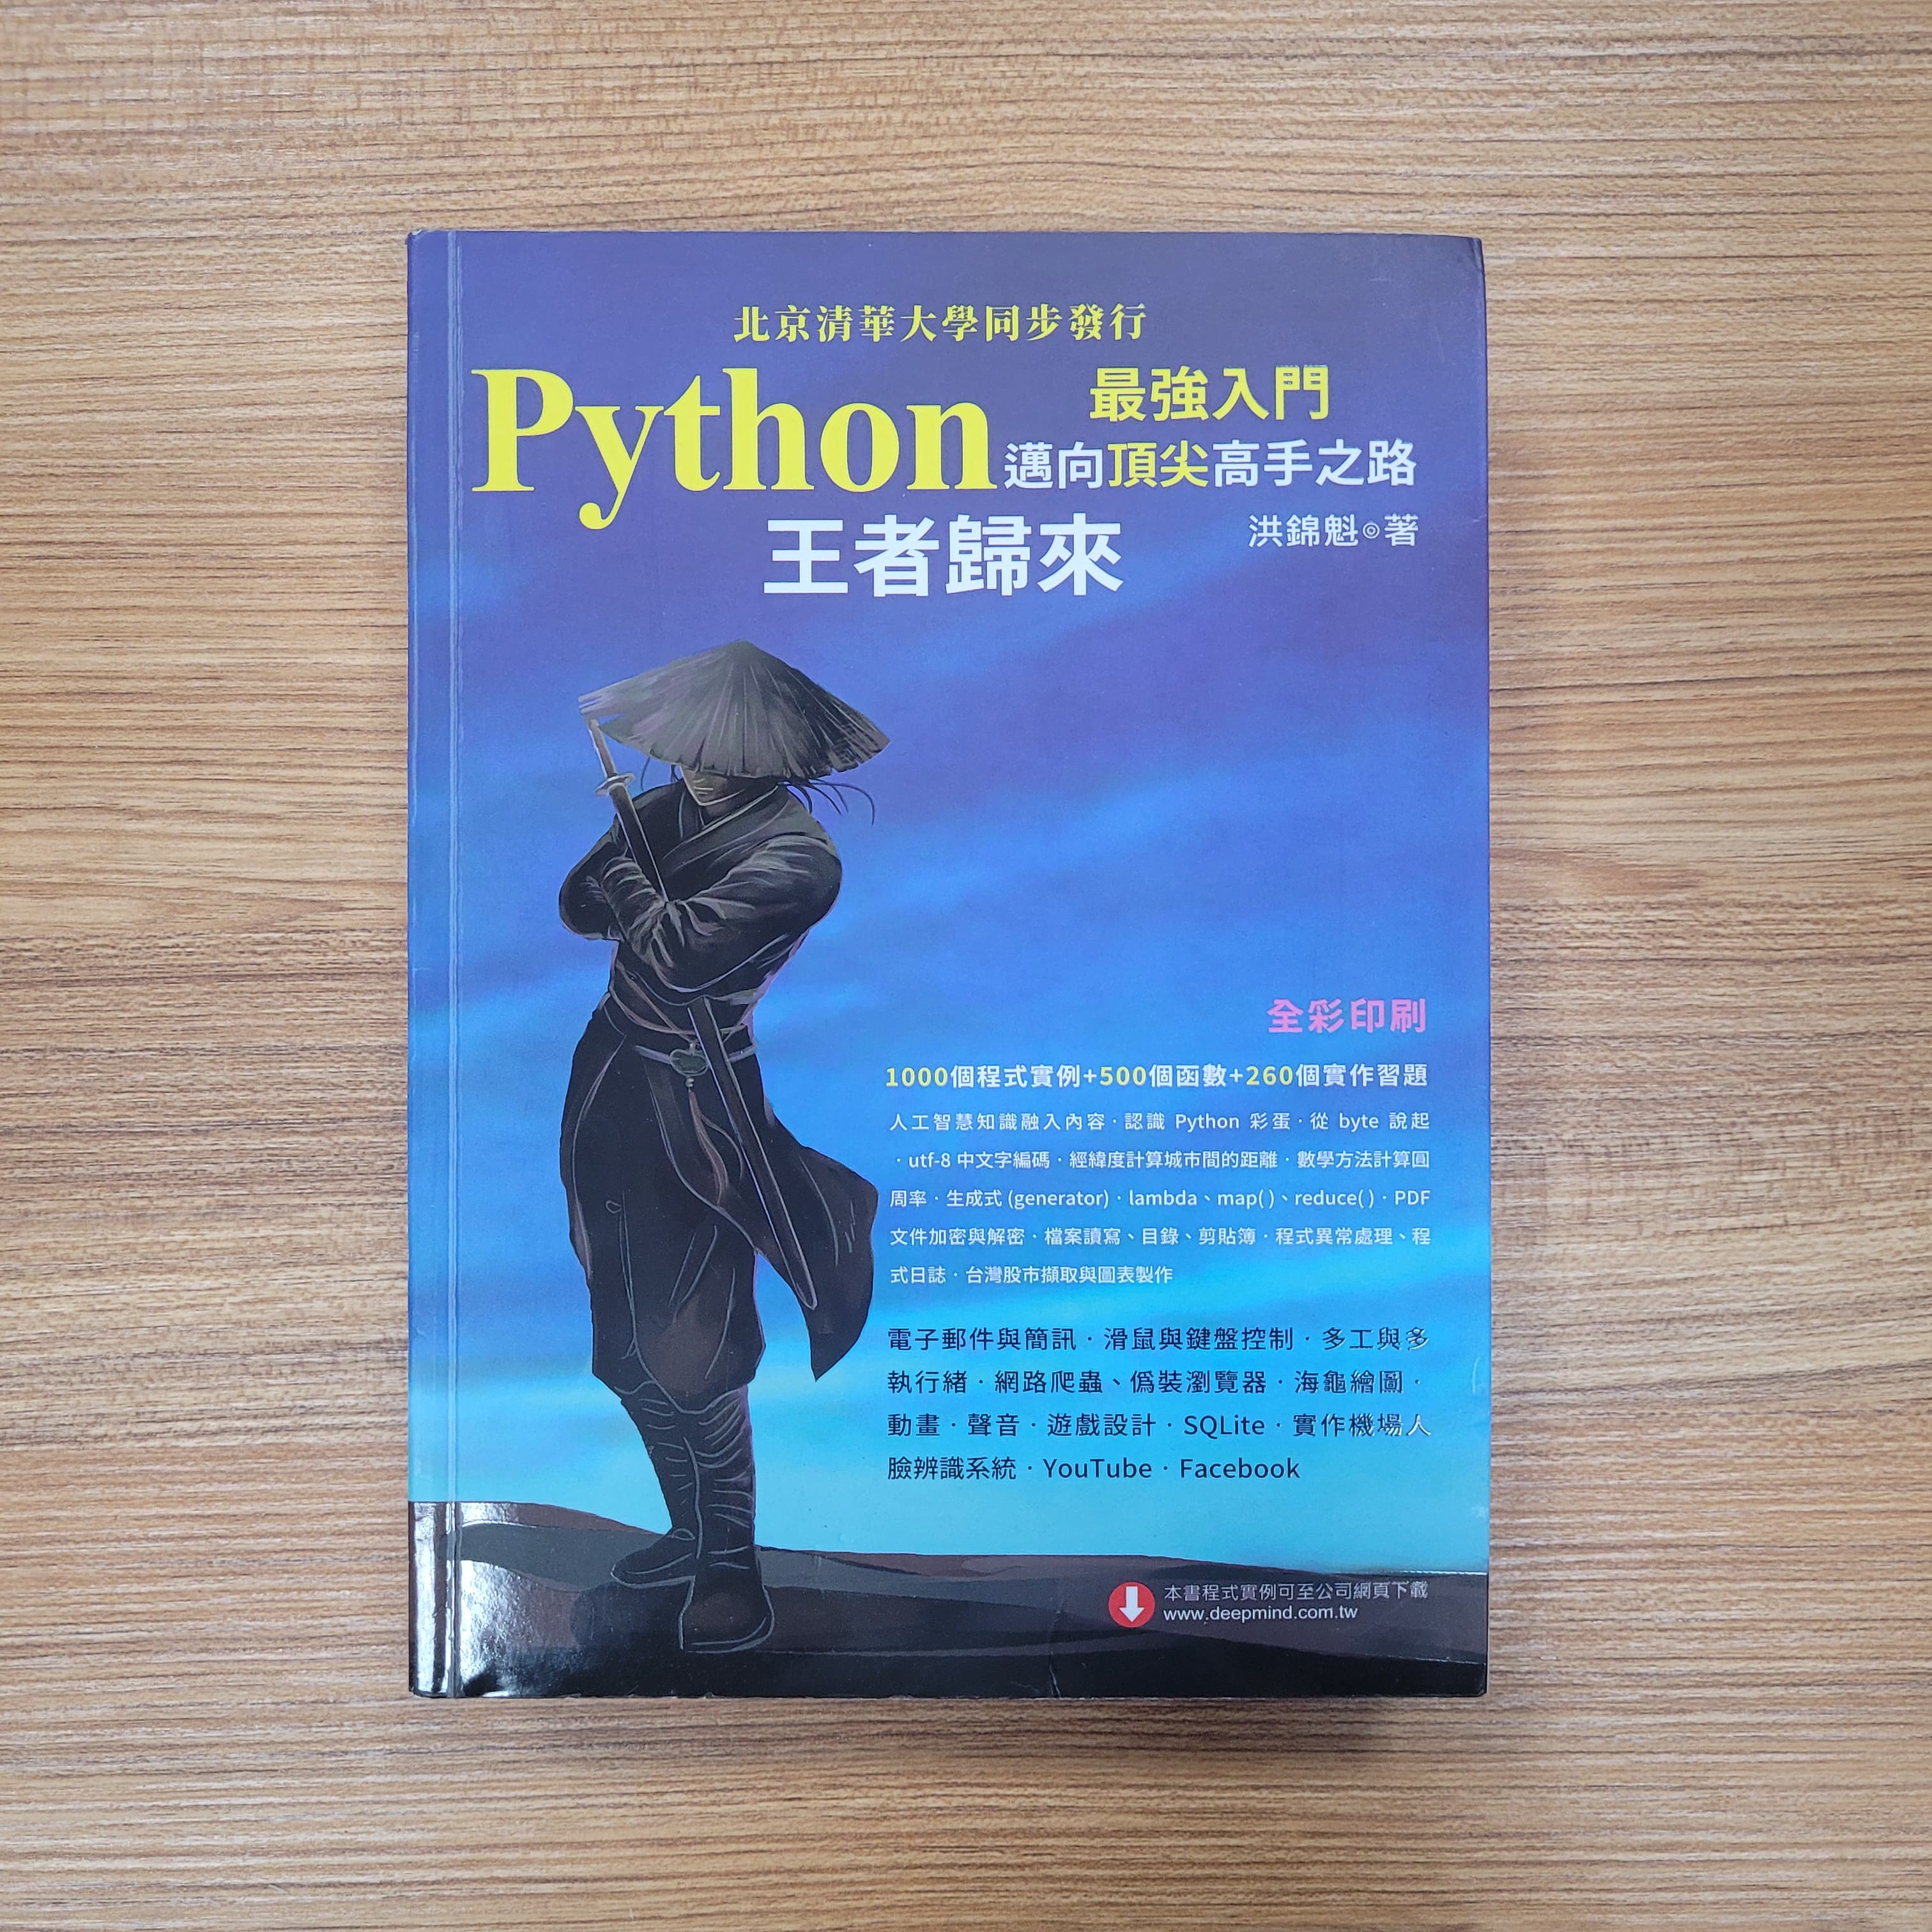 北京清華大學同步發行
Python 最強入門
邁向頂尖高手之路
王者歸來
洪錦魁◎著
全彩印刷
1000個程式實例+500個函數+260個實作習題
人工智慧知識融入內容·認識 Python 彩蛋·從 byte 說起
·utf-8 中文字編碼·經緯度計算城市間的距離·數學方法計算圓
周率·生成式 (generator)·lambda、map( )、reduce( )·PDF
文件加密與解密·檔案讀寫、目錄、剪貼簿·程式異常處理、程
式日誌·台灣股市擷取與圖表製作
電子郵件與簡訊·滑鼠與鍵盤控制·多工與多
執行緒·網路爬蟲、偽裝瀏覽器·海龜繪圖·
動畫·聲音·遊戲設計·SQLite·實作機場人
臉辨識系統·YouTube·Facebook
本書程式實例可至公司網頁下載
www.deepmind.com.tw